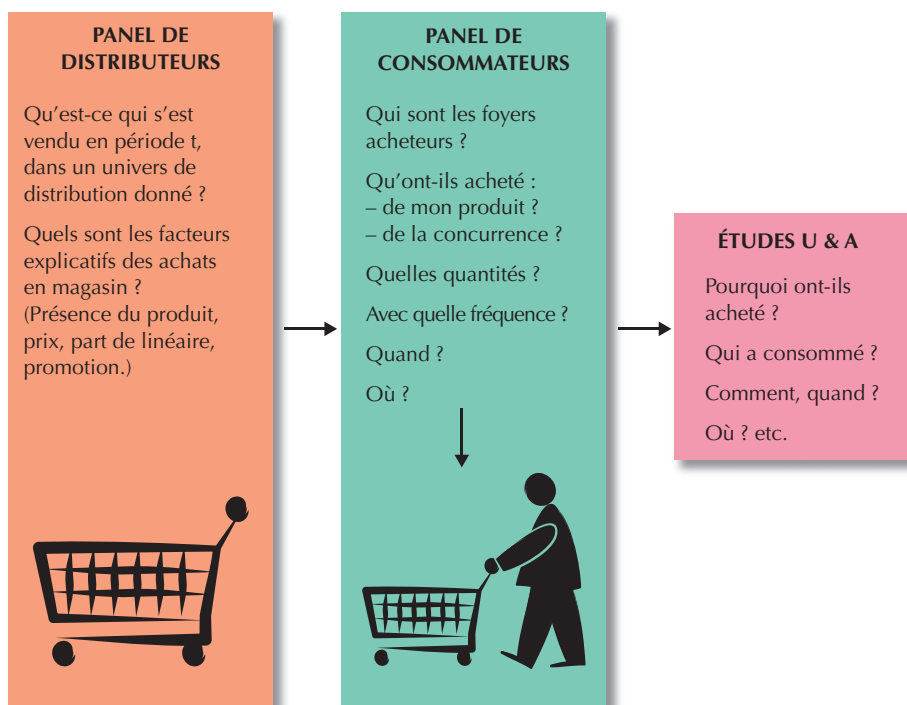 PANEL DE
DISTRIBUTEURS
Qu’est-ce qui s’est
vendu en période t,
dans un univers de
distribution donné ?
Quels sont les facteurs
explicatifs des achats
en magasin ?
(Présence du produit,
prix, part de linéaire,
promotion.)
PANEL DE
CONSOMMATEURS
Qui sont les foyers
acheteurs ?
Qu’ont-ils acheté :
– de mon produit ?
– de la concurrence ?
Quelles quantités ?
Avec quelle fréquence ?
Quand ?
Où ?
ÉTUDES U & A
Pourquoi ont-ils
acheté ?
Qui a consommé ?
Comment, quand ?
Où ? etc.